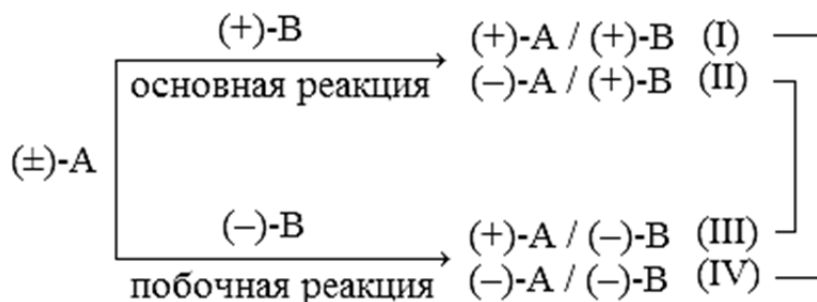 (+)-B (+)-A / (+)-B (I)
основная реакция (–)-A / (+)-B (II)
(±)-A
(–)-B (+)-A / (–)-B (III)
побочная реакция (–)-A / (–)-B (IV)